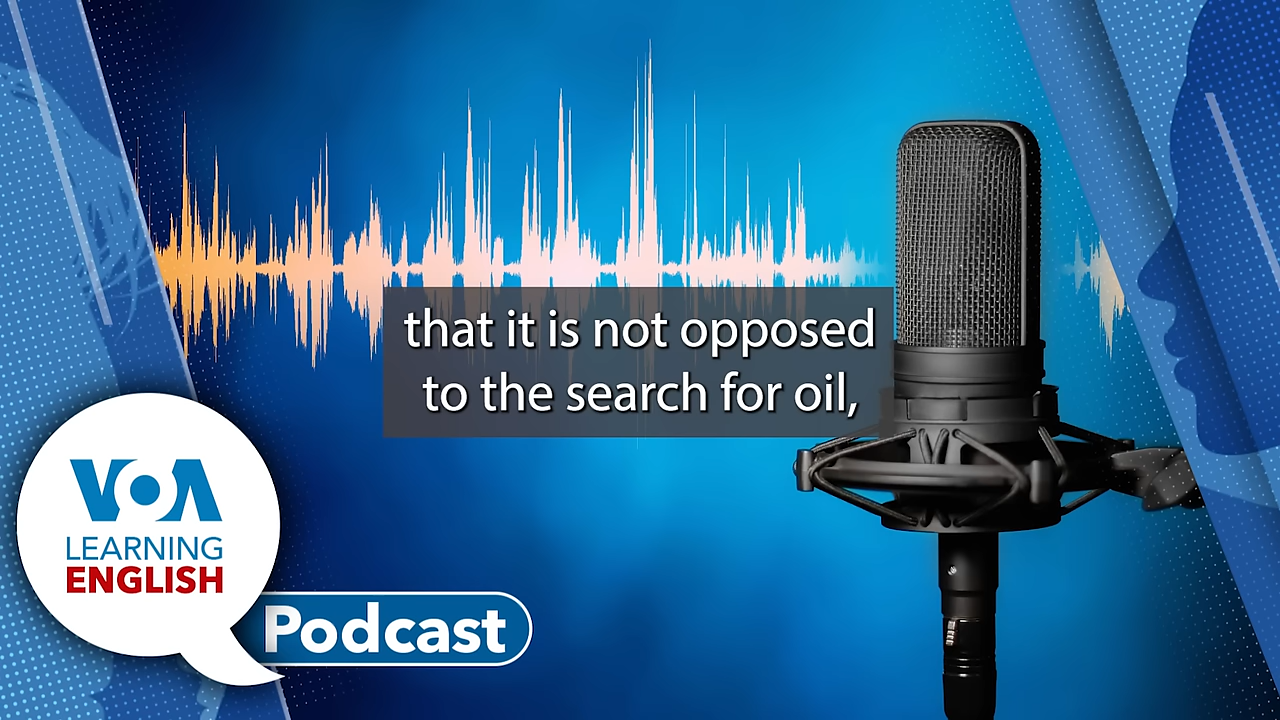 that it is not opposed
to the search for oil,
VOA
LEARNING
ENGLISH
Podcast